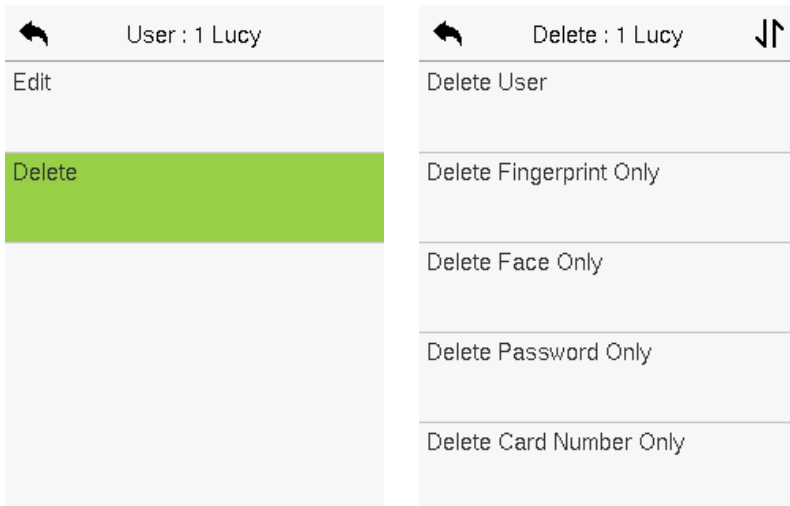 User : 1 Lucy
Edit
Delete
Delete : 1 Lucy
Delete User
Delete Fingerprint Only
Delete Face Only
Delete Password Only
Delete Card Number Only